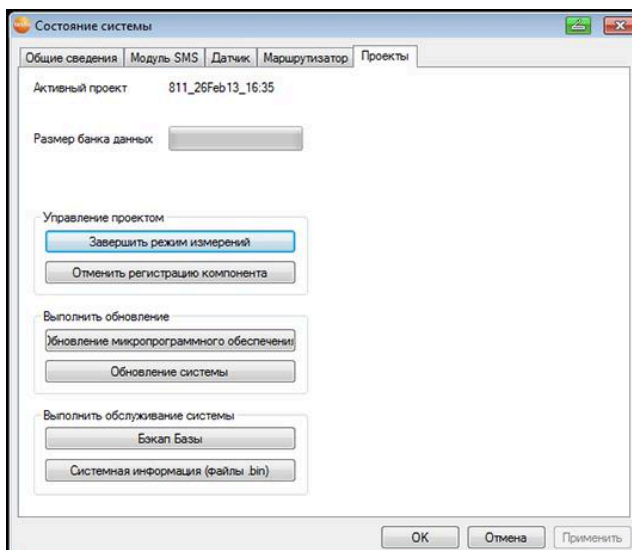 Состояние системы
Общие сведения Модуль SMS Датчик Маршрутизатор Проекты
Активный проект 811_26Feb13_16:35
Размер банка данных
Управление проектом
Завершить режим измерений
Отменить регистрацию компонента
Выполнить обновление
Обновление микропрограммного обеспечения
Обновление системы
Выполнить обслуживание системы
Бэкап Базы
Системная информация (файлы .bin)
OK Отмена Применить